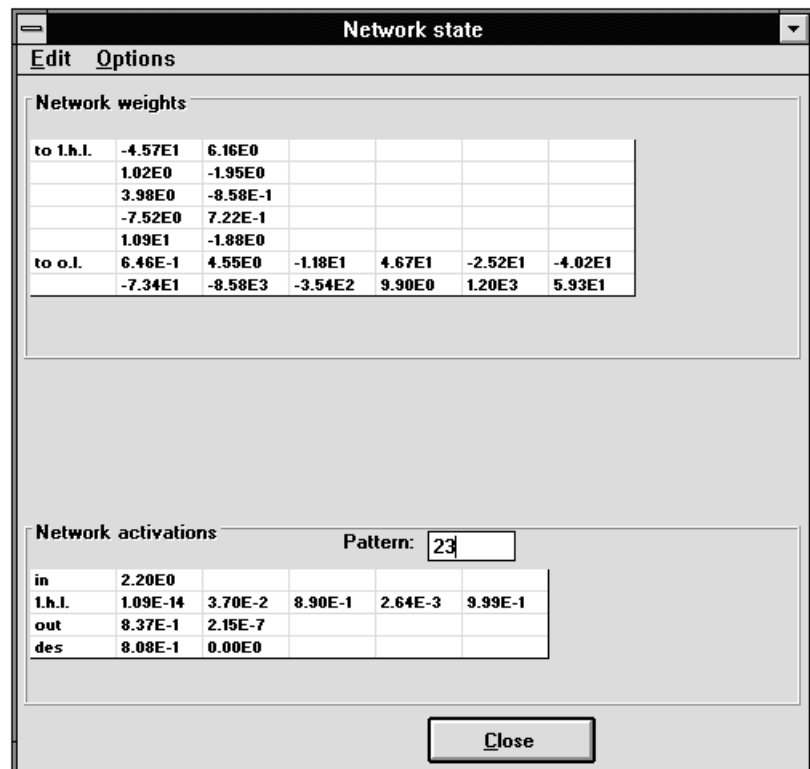 Network state
Edit Options
Network weights
to 1.h.l. -4.57E1 6.16E0
1.02E0 -1.95E0
3.98E0 -8.58E-1
-7.52E0 7.22E-1
1.09E1 -1.88E0
to o.l. 6.46E-1 4.55E0 -1.18E1 4.67E1 -2.52E1 -4.02E1
-7.34E1 -8.58E3 -3.54E2 9.90E0 1.20E3 5.93E1
Network activations Pattern: 23
in 2.20E0
1.h.l. 1.09E-14 3.70E-2 8.90E-1 2.64E-3 9.99E-1
out 8.37E-1 2.15E-7
des 8.08E-1 0.00E0
Close